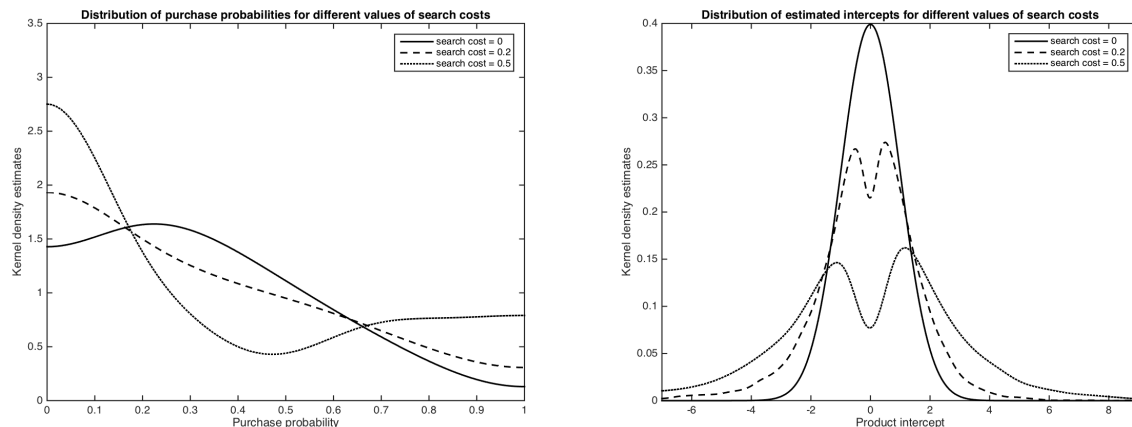 Distribution of purchase probabilities for different values of search costs
3.5
3
2.5
2
1.5
1
0.5
0
Kernel density estimates
search cost = 0
search cost = 0.2
search cost = 0.5
0 0.1 0.2 0.3 0.4 0.5 0.6 0.7 0.8 0.9 1
Purchase probability
Distribution of estimated intercepts for different values of search costs
0.4
0.35
0.3
0.25
0.2
0.15
0.1
0.05
0
Kernel density estimates
search cost = 0
search cost = 0.2
search cost = 0.5
-6 -4 -2 0 2 4 6 8
Product intercept